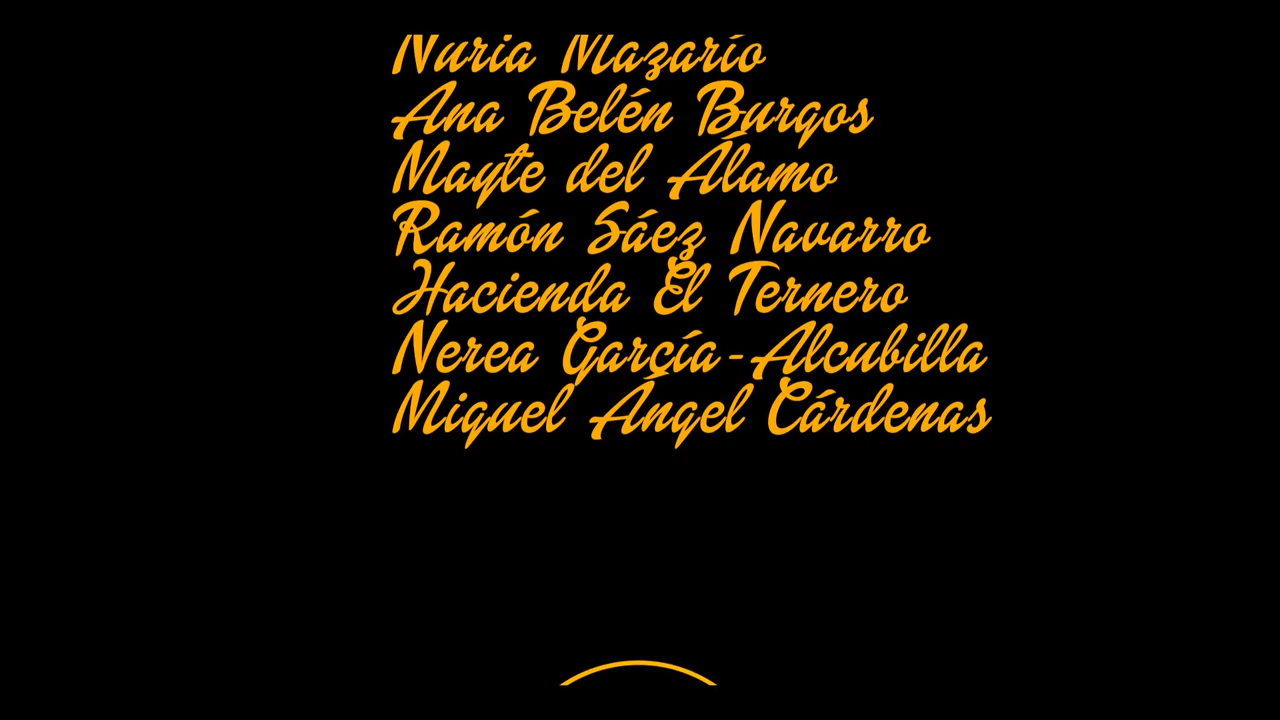 Nuria Mazarío
Ana Belén Burgos
Mayte del Álamo
Ramón Sáez Navarro
Hacienda El Ternero
Nerea García-Alcubilla
Miguel Ángel Cárdenas